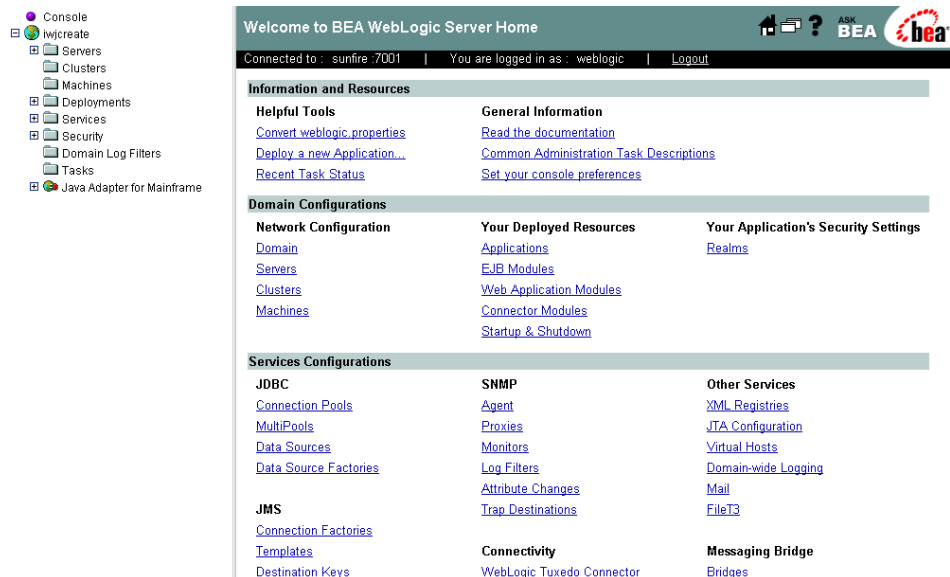 Console
iwjcreate
Servers
Clusters
Machines
Deployments
Services
Security
Domain Log Filters
Tasks
Java Adapter for Mainframe
Welcome to BEA WebLogic Server Home
? ASK BEA bea
Connected to : sunfire :7001 | You are logged in as : weblogic | Logout
Information and Resources
Helpful Tools General Information
Convert weblogic.properties Read the documentation
Deploy a new Application... Common Administration Task Descriptions
Recent Task Status Set your console preferences
Domain Configurations
Network Configuration Your Deployed Resources Your Application's Security Settings
Domain Applications Realms
Servers EJB Modules
Clusters Web Application Modules
Machines Connector Modules
Startup & Shutdown
Services Configurations
JDBC SNMP Other Services
Connection Pools Agent XML Registries
MultiPools Proxies JTA Configuration
Data Sources Monitors Virtual Hosts
Data Source Factories Log Filters Domain-wide Logging
Attribute Changes Mail
JMS Trap Destinations FileT3
Connection Factories
Templates Connectivity Messaging Bridge
Destination Keys WebLogic Tuxedo Connector Bridges